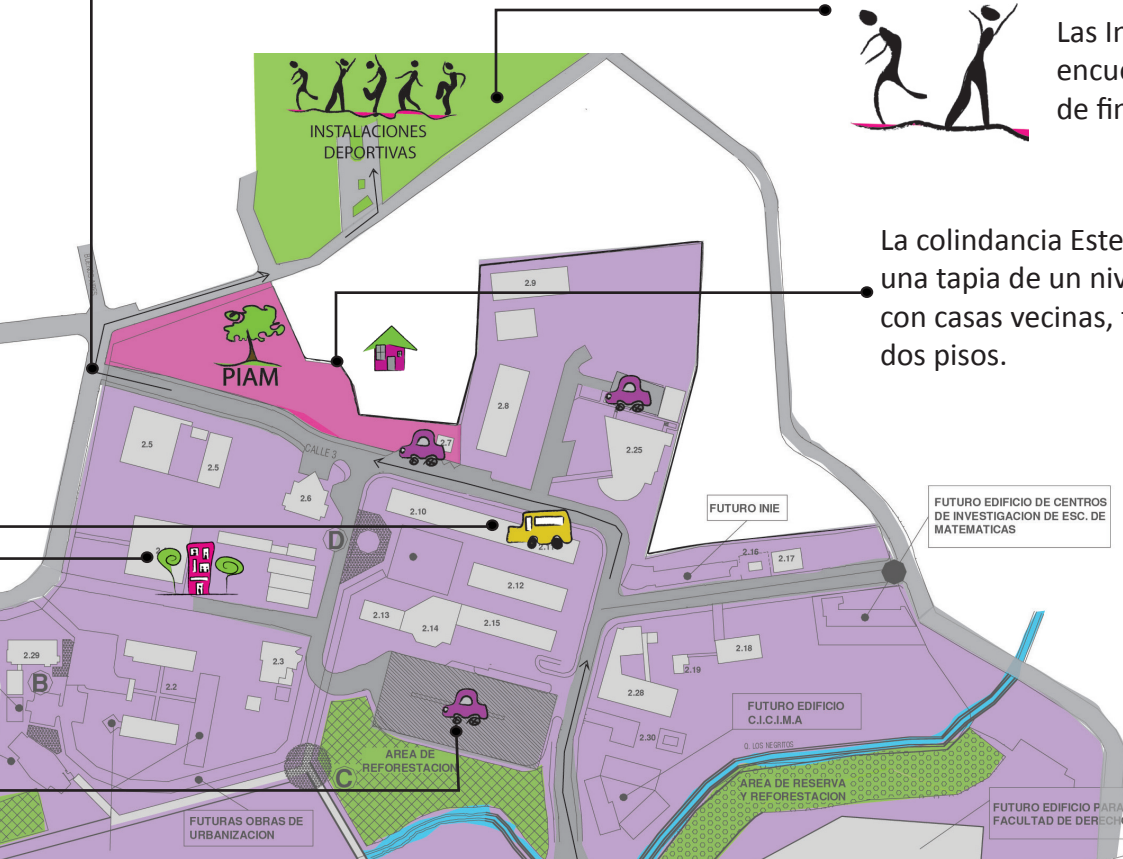 Las In
encue
de fin
INSTALACIONES
DEPORTIVAS
La colindancia Este
una tapia de un niv
con casas vecinas, t
dos pisos.
2.9
PIAM
2.8
2.7
2.25
2.5
2.5
CALLE 3
2.6
2.10
FUTURO INIE
FUTURO EDIFICIO DE CENTROS
DE INVESTIGACION DE ESC. DE
MATEMATICAS
D
2.11
2.16
2.17
2.12
2.13
2.14
2.15
2.29
B
2.2
2.3
2.18
2.19
2.28
FUTURO EDIFICIO
C.I.C.I.M.A
2.30
Q. LOS NEGRITOS
AREA DE
REFORESTACION
C
AREA DE RESERVA
Y REFORESTACION
FUTURAS OBRAS DE
URBANIZACION
FUTURO EDIFICIO PARA
FACULTAD DE DERECHO